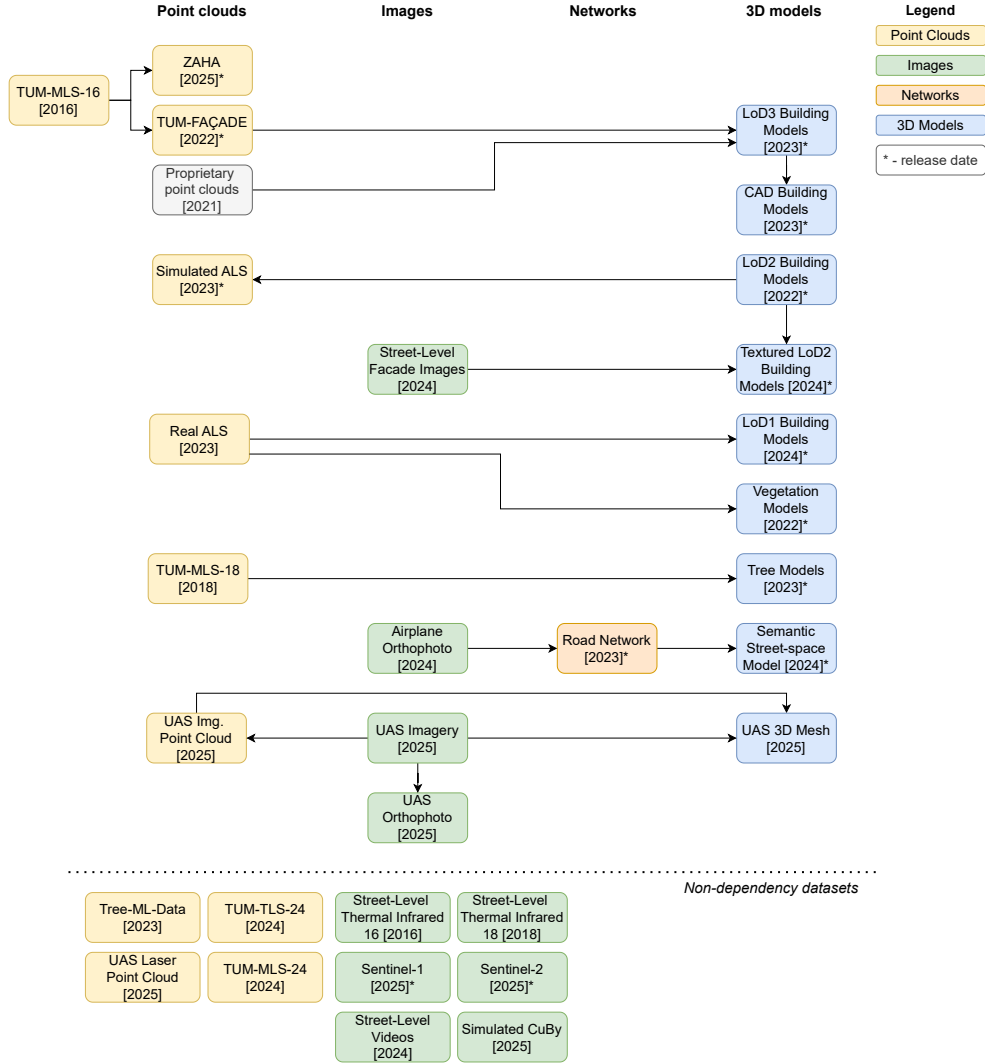 Point clouds
Images
Networks
3D models
Legend
Point Clouds
Images
Networks
3D Models
* - release date
TUM-MLS-16
[2016]
ZAHA
[2025]*
TUM-FAÇADE
[2022]*
Proprietary
point clouds
[2021]
LoD3 Building
Models
[2023]*
CAD Building
Models
[2023]*
Simulated ALS
[2023]*
LoD2 Building
Models
[2022]*
Street-Level
Facade Images
[2024]
Textured LoD2
Building
Models [2024]*
Real ALS
[2023]
LoD1 Building
Models
[2024]*
Vegetation
Models
[2022]*
TUM-MLS-18
[2018]
Tree Models
[2023]*
Airplane
Orthophoto
[2024]
Road Network
[2023]*
Semantic
Street-space
Model [2024]*
UAS Img.
Point Cloud
[2025]
UAS Imagery
[2025]
UAS 3D Mesh
[2025]
UAS
Orthophoto
[2025]
Non-dependency datasets
Tree-ML-Data
[2023]
TUM-TLS-24
[2024]
Street-Level
Thermal Infrared
16 [2016]
Street-Level
Thermal Infrared
18 [2018]
UAS Laser
Point Cloud
[2025]
TUM-MLS-24
[2024]
Sentinel-1
[2025]*
Sentinel-2
[2025]*
Street-Level
Videos
[2024]
Simulated CuBy
[2025]